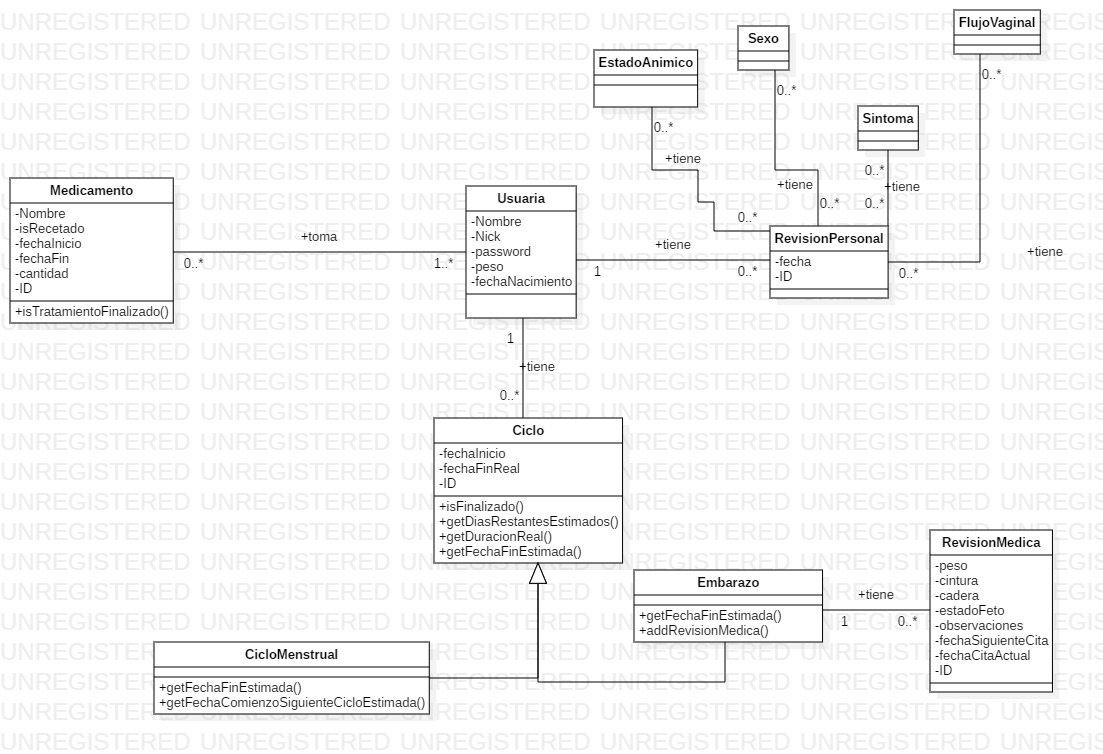 FlujoVaginal
Sexo
EstadoAnimico
0..*
0..*
Sintoma
0..*
+tiene
0..*
+tiene
+tiene
0..*
0..*
0..*
RevisionPersonal
-fecha
-ID
+tiene
0..*
Medicamento
-Nombre
-isRecetado
-fechaInicio
-fechaFin
-cantidad
-ID
+isTratamientoFinalizado()
+toma
0..*
1..*
Usuaria
-Nombre
-Nick
-password
-peso
-fechaNacimiento
+tiene
1
0..*
1
+tiene
0..*
Ciclo
-fechaInicio
-fechaFinReal
-ID
+isFinalizado()
+getDiasRestantesEstimados()
+getDuracionReal()
+getFechaFinEstimada()
Embarazo
+getFechaFinEstimada()
+addRevisionMedica()
+tiene
1
0..*
RevisionMedica
-peso
-cintura
-cadera
-estadoFeto
-observaciones
-fechaSiguienteCita
-fechaCitaActual
-ID
CicloMenstrual
+getFechaFinEstimada()
+getFechaComienzoSiguienteCicloEstimada()
UNREGISTERED